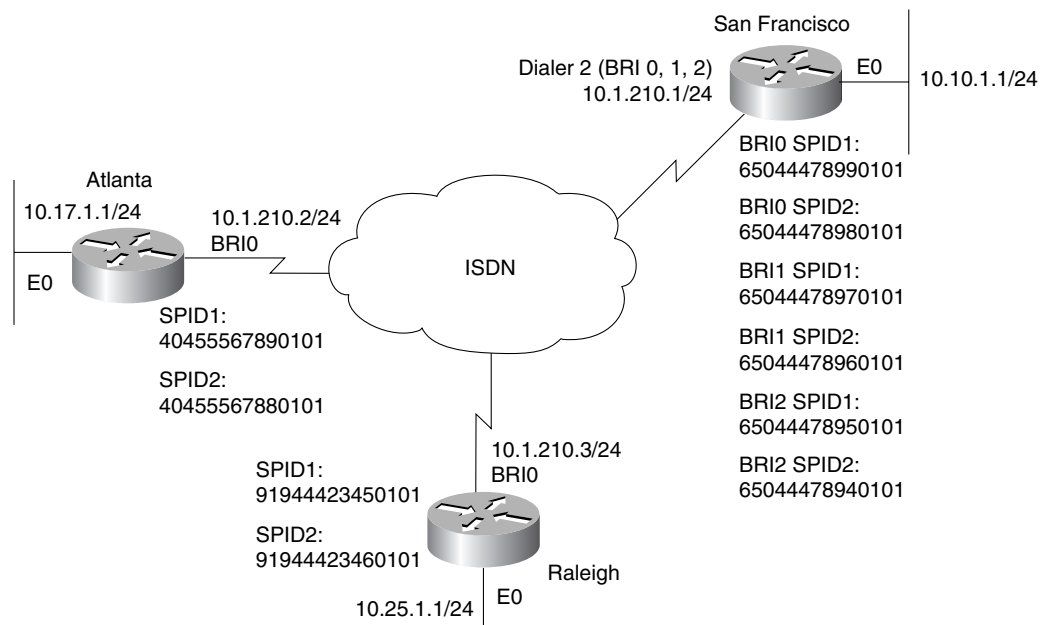 San Francisco
Dialer 2 (BRI 0, 1, 2)
10.1.210.1/24
E0
10.10.1.1/24
BRI0 SPID1:
65044478990101
BRI0 SPID2:
65044478980101
BRI1 SPID1:
65044478970101
BRI1 SPID2:
65044478960101
BRI2 SPID1:
65044478950101
BRI2 SPID2:
65044478940101
Atlanta
10.17.1.1/24
10.1.210.2/24
BRI0
E0
SPID1:
40455567890101
SPID2:
40455567880101
ISDN
10.1.210.3/24
BRI0
SPID1:
91944423450101
SPID2:
91944423460101
Raleigh
E0
10.25.1.1/24